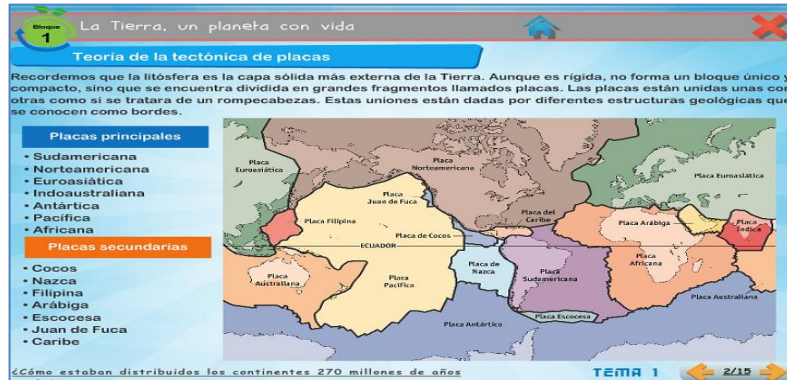 Bloque
1
La Tierra, un planeta con vida
Teoría de la tectónica de placas
Recordemos que la litósfera es la capa sólida más externa de la Tierra. Aunque es rígida, no forma un bloque único y
compacto, sino que se encuentra dividida en grandes fragmentos llamados placas. Las placas están unidas unas con
otras como si se tratara de un rompecabezas. Estas uniones están dadas por diferentes estructuras geológicas que
se conocen como bordes.
Placas principales
• Sudamericana
• Norteamericana
• Euroasiática
• Indoaustraliana
• Antártica
• Pacífica
• Africana
Placas secundarias
• Cocos
• Nazca
• Filipina
• Arábiga
• Escocesa
• Juan de Fuca
• Caribe
Placa
Euroasiática
Placa
Norteamericana
Placa Euroasiática
Placa
Juan de Fuca
Placa Filipina
Placa del
Caribe
Placa Arábiga
Placa
Indica
Placa de Cocos
ECUADOR
Placa
Australiana
Placa
Pacífica
Placa de
Nazca
Placa
Sudamericana
Placa
Africana
Placa Australiana
Placa Antártica
Placa Escocesa
¿Cómo estaban distribuidos los continentes 270 millones de años
TEMA 1
2/15